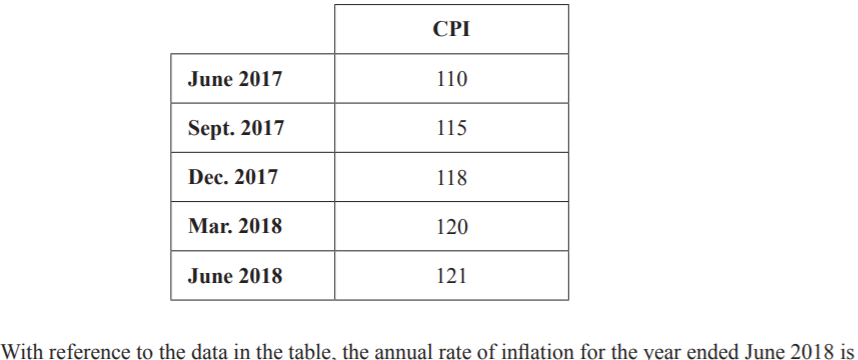 CPI
June 2017 110
Sept. 2017 115
Dec. 2017 118
Mar. 2018 120
June 2018 121
With reference to the data in the table, the annual rate of inflation for the year ended June 2018 is